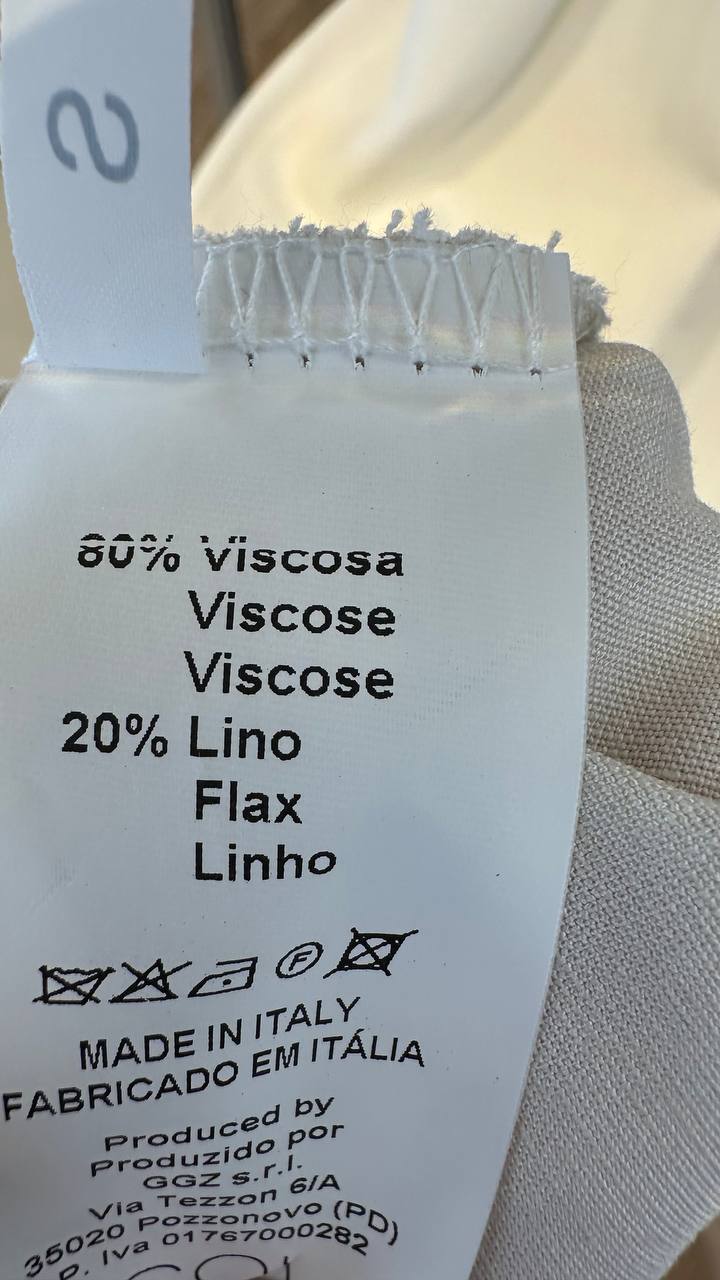 S
80% Viscosa
Viscose
Viscose
20% Lino
Flax
Linho
F
MADE IN ITALY
FABRICADO EM ITÁLIA
Produced by
Produzido por
GGZ s.r.l.
Via Tezzon 6/A
35020 Pozzonovo (PD)
P. Iva 01767000282